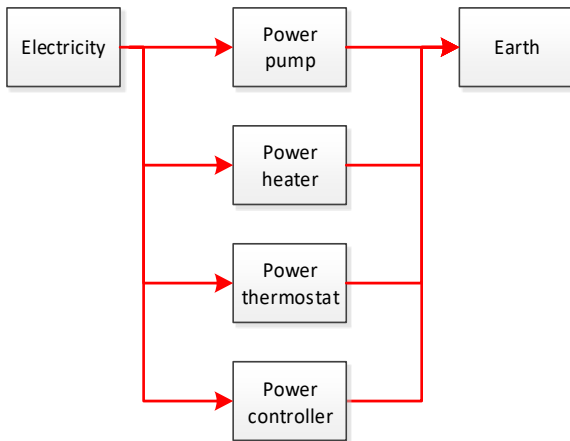 Electricity
Power
pump
Earth
Power
heater
Power
thermostat
Power
controller